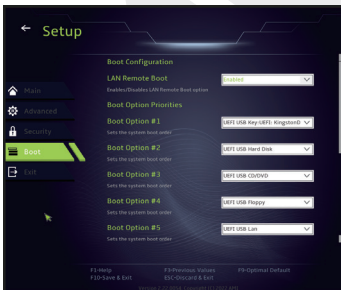 ← Setup
Boot Configuration
LAN Remote Boot
Enabled
Enables/Disables LAN Remote Boot option
Main
Advanced
Security
Boot
Exit
Boot Option Priorities
Boot Option #1
UEFI USB Key:UEFI: KingstonD
Sets the system boot order
Boot Option #2
UEFI USB Hard Disk
Sets the system boot order
Boot Option #3
UEFI USB CD/DVD
Sets the system boot order
Boot Option #4
UEFI USB Floppy
Sets the system boot order
Boot Option #5
UEFI USB Lan
Sets the system boot order
F1-Help F3-Previous Values F9-Optimal Default
F10-Save & Exit ESC-Discard & Exit